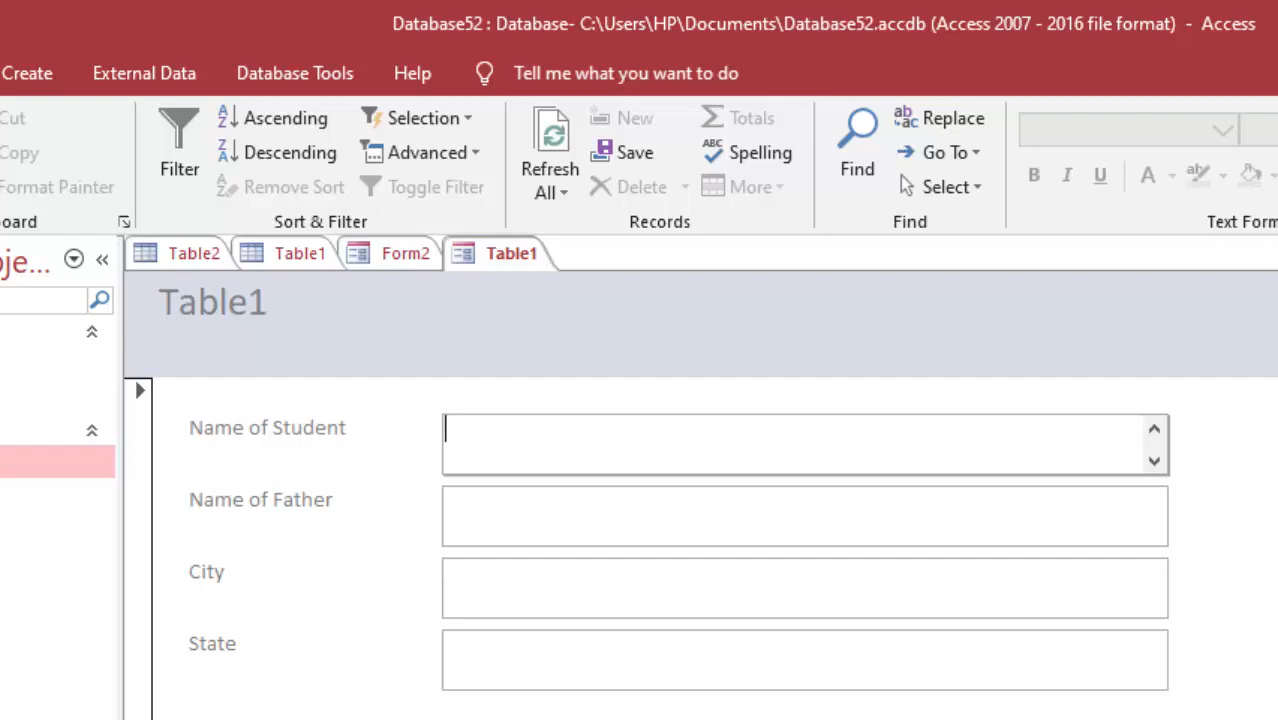 Database52 : Database- C:\Users\HP\Documents\Database52.accdb (Access 2007 - 2016 file format) - Access
Create External Data Database Tools Help Tell me what you want to do
Cut Ascending Selection New Totals Replace
Copy Descending Advanced Save Spelling Go To
Format Painter Filter Remove Sort Toggle Filter Refresh All Delete More Find Select B I U A
oard Sort & Filter Records Find Text Form
oje... Table2 Table1 Form2 Table1
Table1
Name of Student
Name of Father
City
State